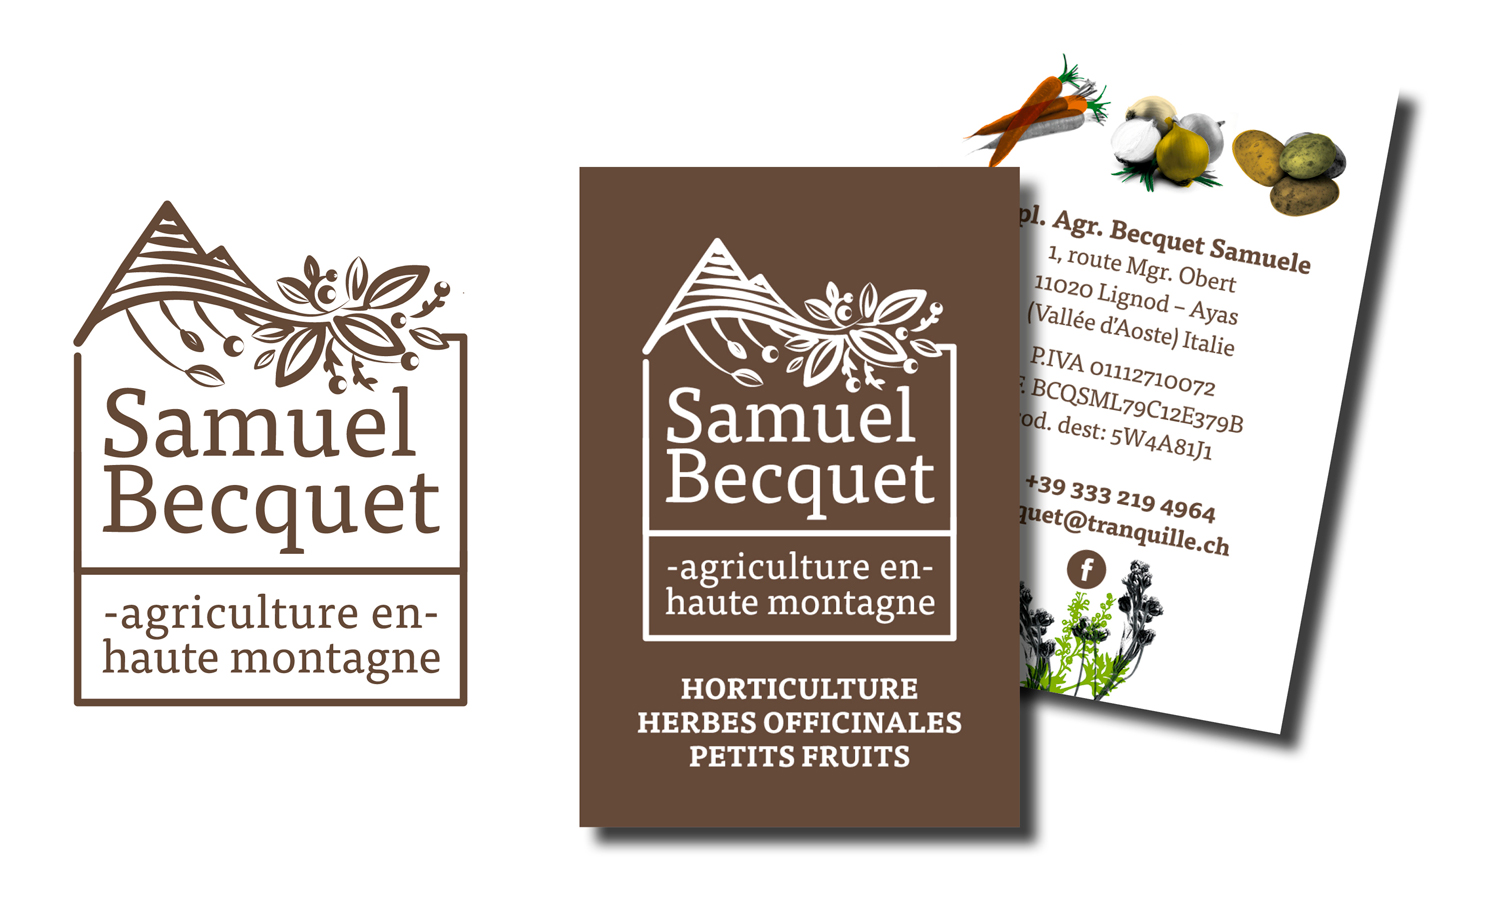 Samuel
Becquet
-agriculture en-
haute montagne
Samuel
Becquet
-agriculture en-
haute montagne
HORTICULTURE
HERBES OFFICINALES
PETITS FRUITS
pl. Agr. Becquet Samuele
1, route Mgr. Obert
11020 Lignod – Ayas
(Vallée d'Aoste) Italie
P.IVA 01112710072
BCQSML79C12E379B
od. dest: 5W4A81J1
+39 333 219 4964
quet@tranquille.ch
f